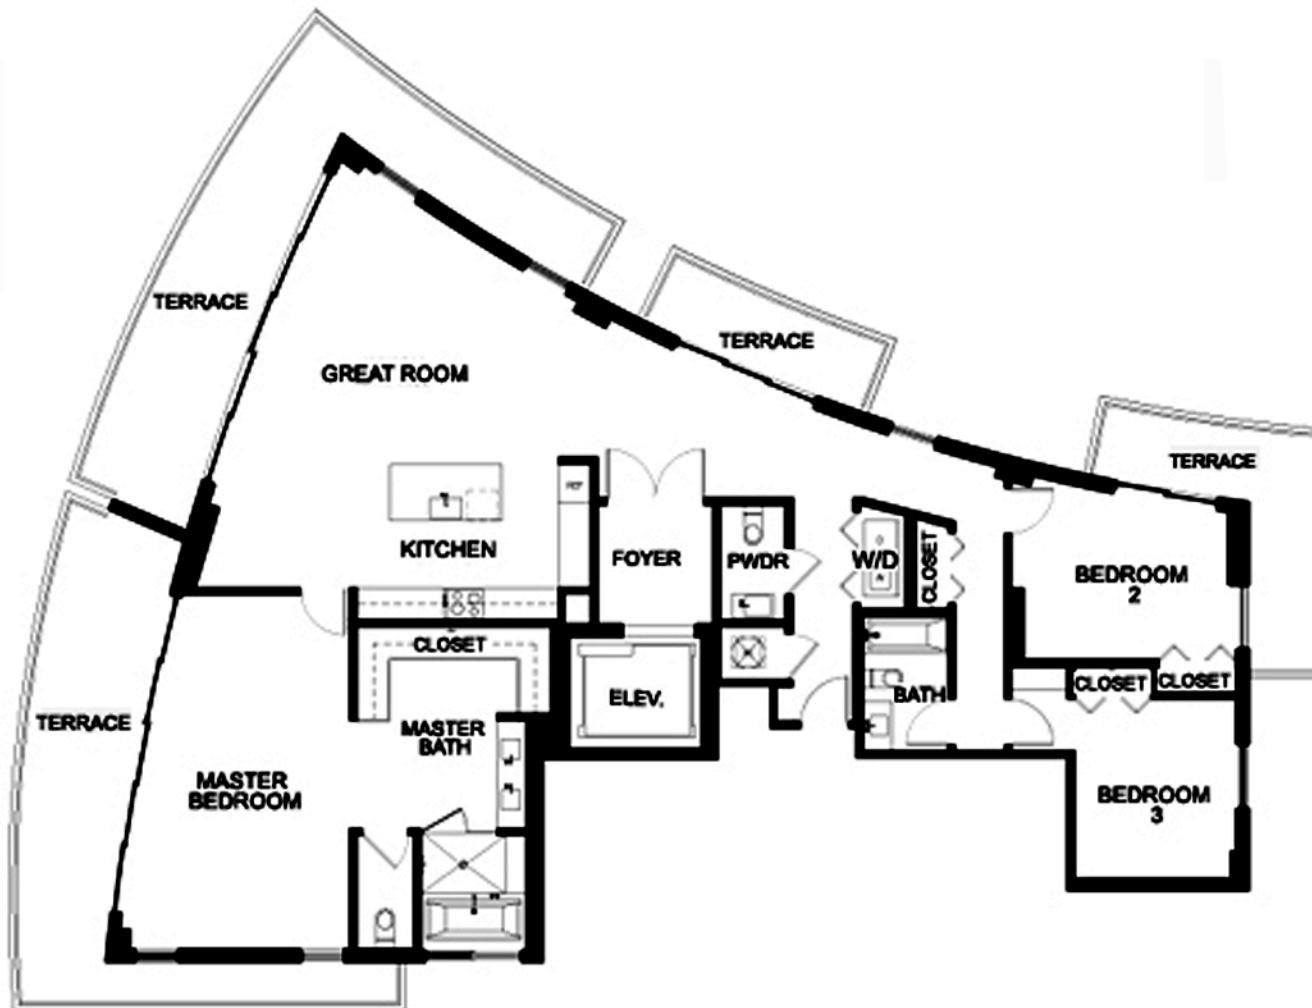 TERRACE
TERRACE
GREAT ROOM
TERRACE
KITCHEN
FOYER
PWDR
W/D
CLOSET
BEDROOM
2
CLOSET
ELEV.
BATH
CLOSET
CLOSET
TERRACE
MASTER
BATH
MASTER
BEDROOM
BEDROOM
3